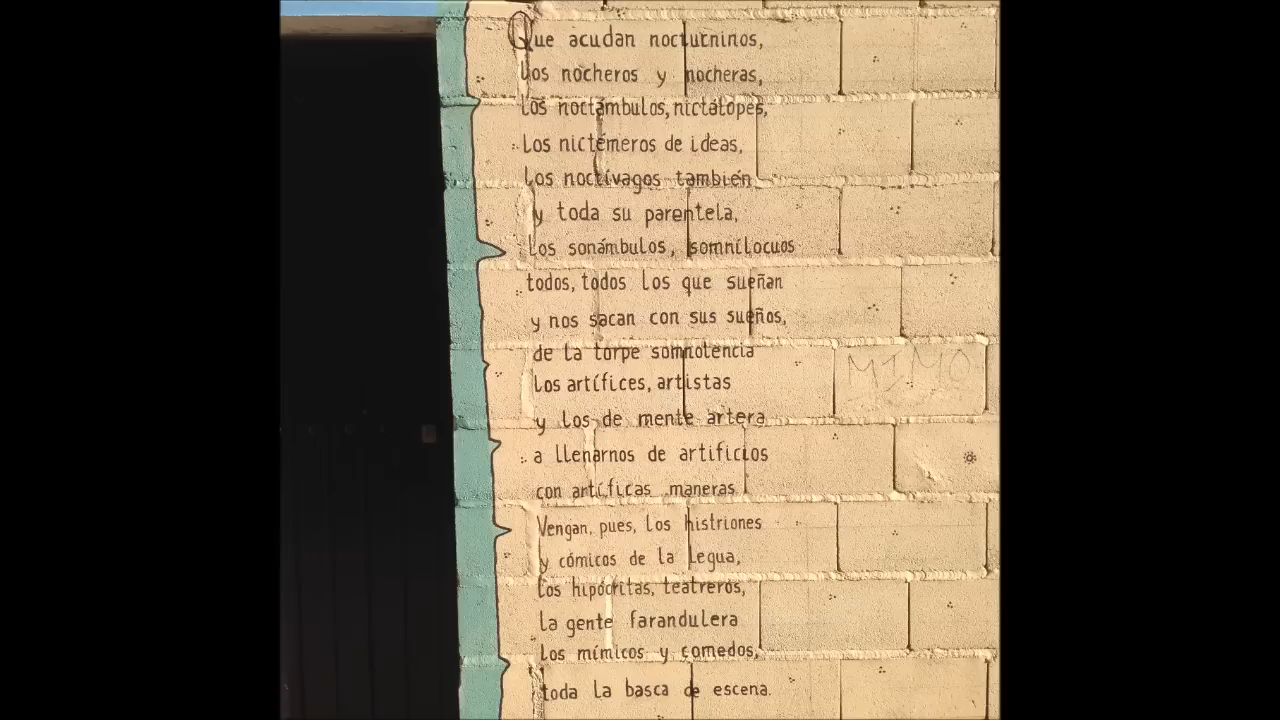 Que acudan nocturninos,
Los nocheros y nocheras,
Los noctámbulos, nictálopes,
Los nictémeros de ideas,
Los noctívagos también
y toda su parentela,
Los sonámbulos, somnílocuos
todos, todos los que sueñan
y nos sacan con sus sueños,
de la torpe somnolencia
Los artífices, artistas
MIMO
y los de mente artera
a llenarnos de artificios
con artíficas maneras
Vengan, pues, los histriones
y cómicos de la legua,
Los hipócritas, teatreros,
la gente farandulera
Los mímicos y comedos,
toda la basca de escena.